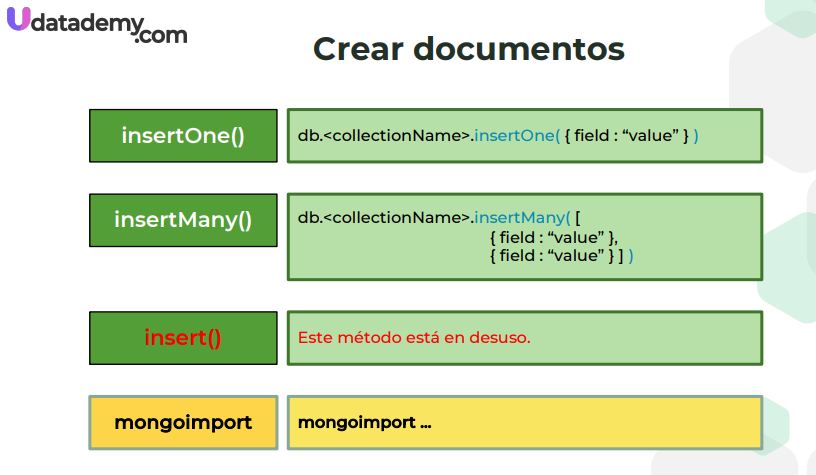 Udatademy
.com
Crear documentos
insertOne()
db.<collectionName>.insertOne( { field : “value” } )
insertMany()
db.<collectionName>.insertMany( [
{ field : “value” },
{ field : “value” } ] )
insert()
Este método está en desuso.
mongoimport
mongoimport ...